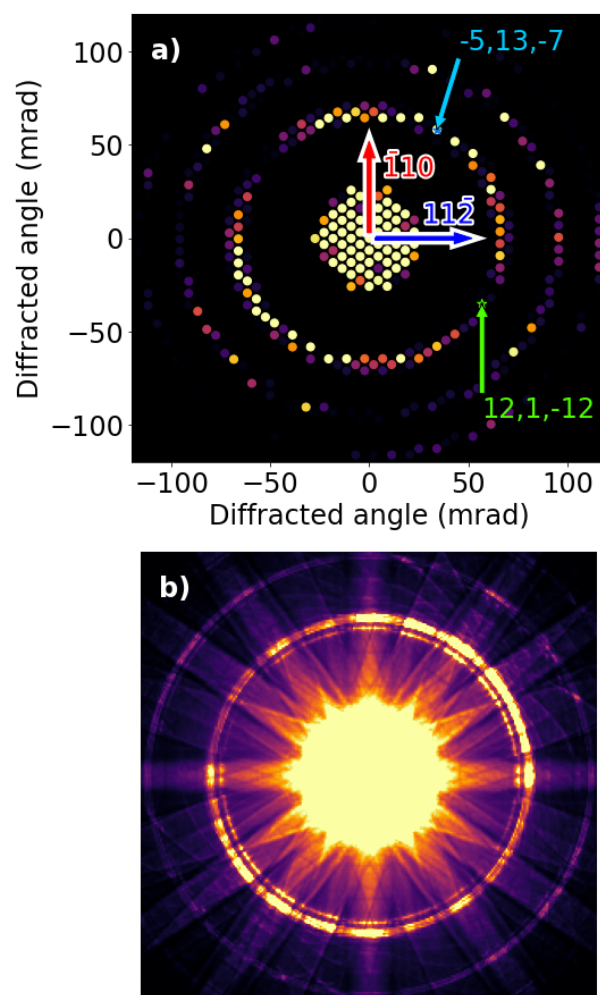 a)
-5,13,-7
1̄10
112̄
12,1,-12
Diffracted angle (mrad)
100
50
0
−50
−100
−100 −50 0 50 100
Diffracted angle (mrad)
b)